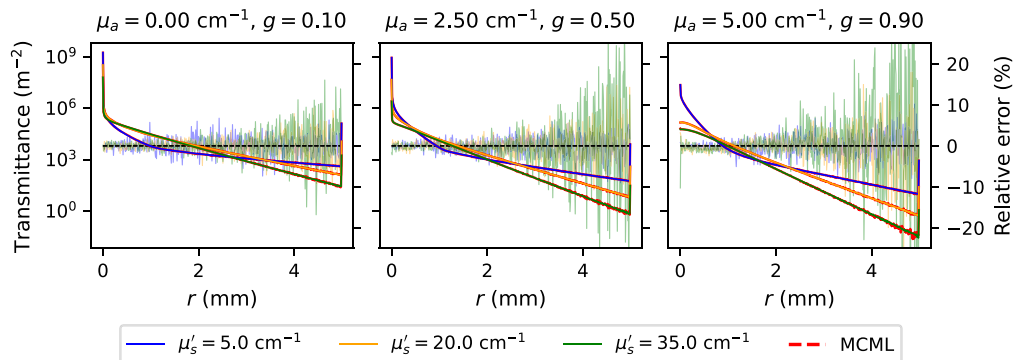 μₐ = 0.00 cm⁻¹, g = 0.10
μₐ = 2.50 cm⁻¹, g = 0.50
μₐ = 5.00 cm⁻¹, g = 0.90
Transmittance (m⁻²)
10⁹
10⁶
10³
10⁰
20
10
0
−10
−20
Relative error (%)
0
2
4
0
2
4
0
2
4
r (mm)
r (mm)
r (mm)
μ′ₛ = 5.0 cm⁻¹
μ′ₛ = 20.0 cm⁻¹
μ′ₛ = 35.0 cm⁻¹
MCML